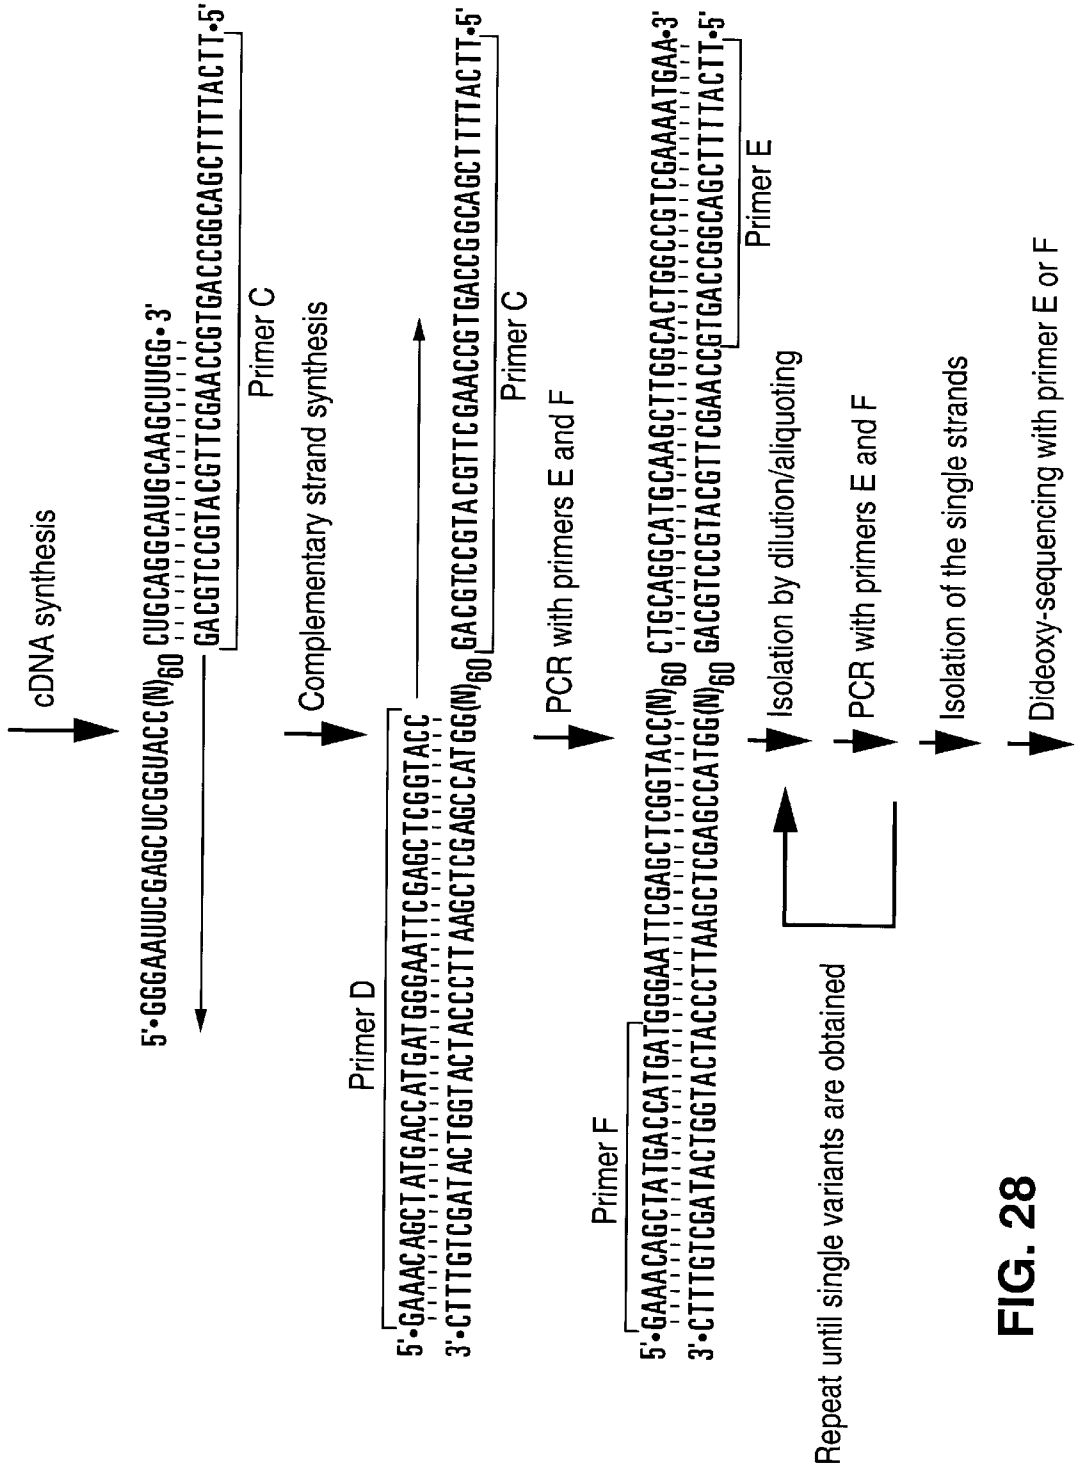 cDNA synthesis
5'•GGGAAUUCGAGCUCGGUACC(N)60 CUGCAGGCAUGCAAGCUUGG•3'
GACGTCCGTACGTTCGAACCGTGACCGGCAGCTTTTACTT•5'
Primer C
Complementary strand synthesis
Primer D
5'•GAAACAGCTATGACCATGATGGGAATTCGAGCTCGGTACC
3'•CTTTGTCGATACTGGTACTACCCTTAAGCTCGAGCCATGG(N)60 GACGTCCGTACGTTCGAACCGTGACCGGCAGCTTTTACTT•5'
Primer C
PCR with primers E and F
Primer F
5'•GAAACAGCTATGACCATGATGGGAATTCGAGCTCGGTACC(N)60 CTGCAGGCATGCAAGCTTGGCACTGGCCGTCGAAAATGAA•3'
3'•CTTTGTCGATACTGGTACTACCCTTAAGCTCGAGCCATGG(N)60 GACGTCCGTACGTTCGAACCGTGACCGGCAGCTTTTACTT•5'
Primer E
Isolation by dilution/aliquoting
PCR with primers E and F
Repeat until single variants are obtained
Isolation of the single strands
Dideoxy-sequencing with primer E or F
FIG. 28